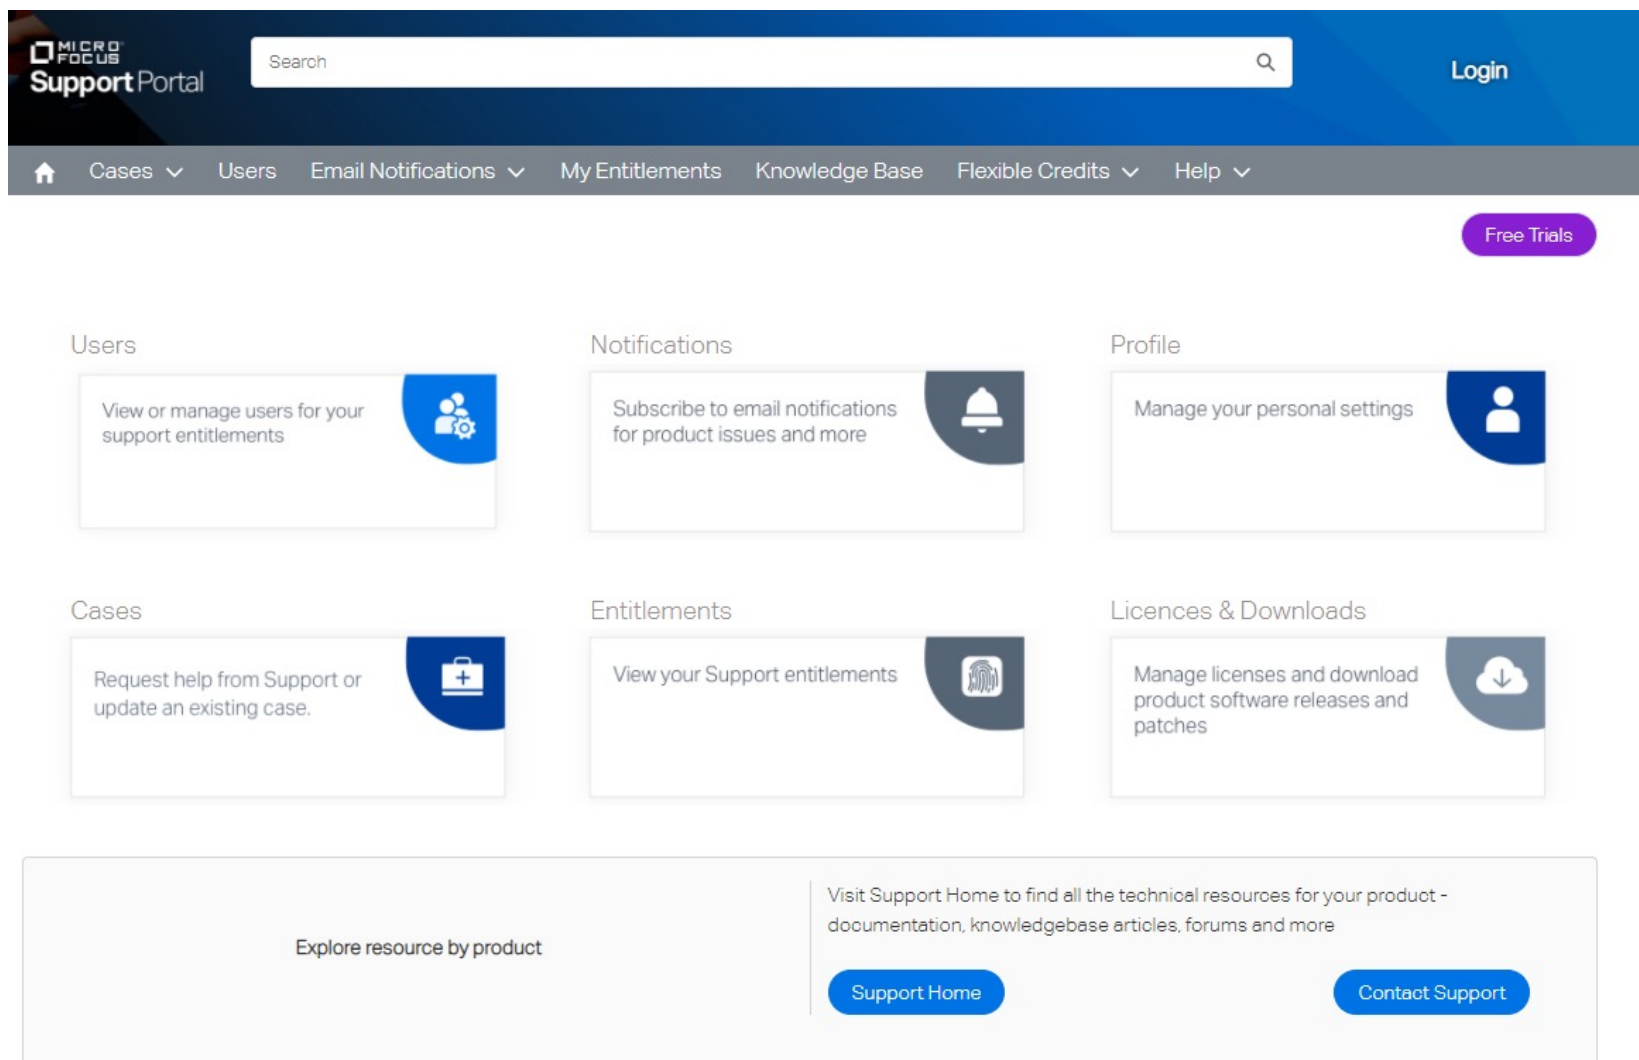 MICRO
FOCUS
Support Portal
Search
Login
Cases
Users
Email Notifications
My Entitlements
Knowledge Base
Flexible Credits
Help
Free Trials
Users
Notifications
Profile
View or manage users for your
support entitlements
Subscribe to email notifications
for product issues and more
Manage your personal settings
Cases
Entitlements
Licences & Downloads
Request help from Support or
update an existing case.
View your Support entitlements
Manage licenses and download
product software releases and
patches
Explore resource by product
Visit Support Home to find all the technical resources for your product -
documentation, knowledgebase articles, forums and more
Support Home
Contact Support